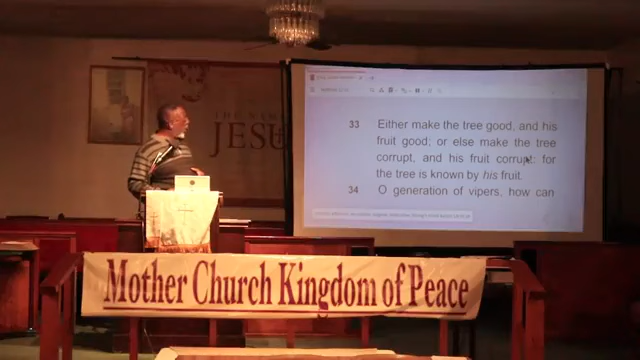 THE NAME
JESUS
33 Either make the tree good, and his
fruit good; or else make the tree
corrupt, and his fruit corrupt: for
the tree is known by his fruit.
34 O generation of vipers, how can
Mother Church Kingdom of Peace